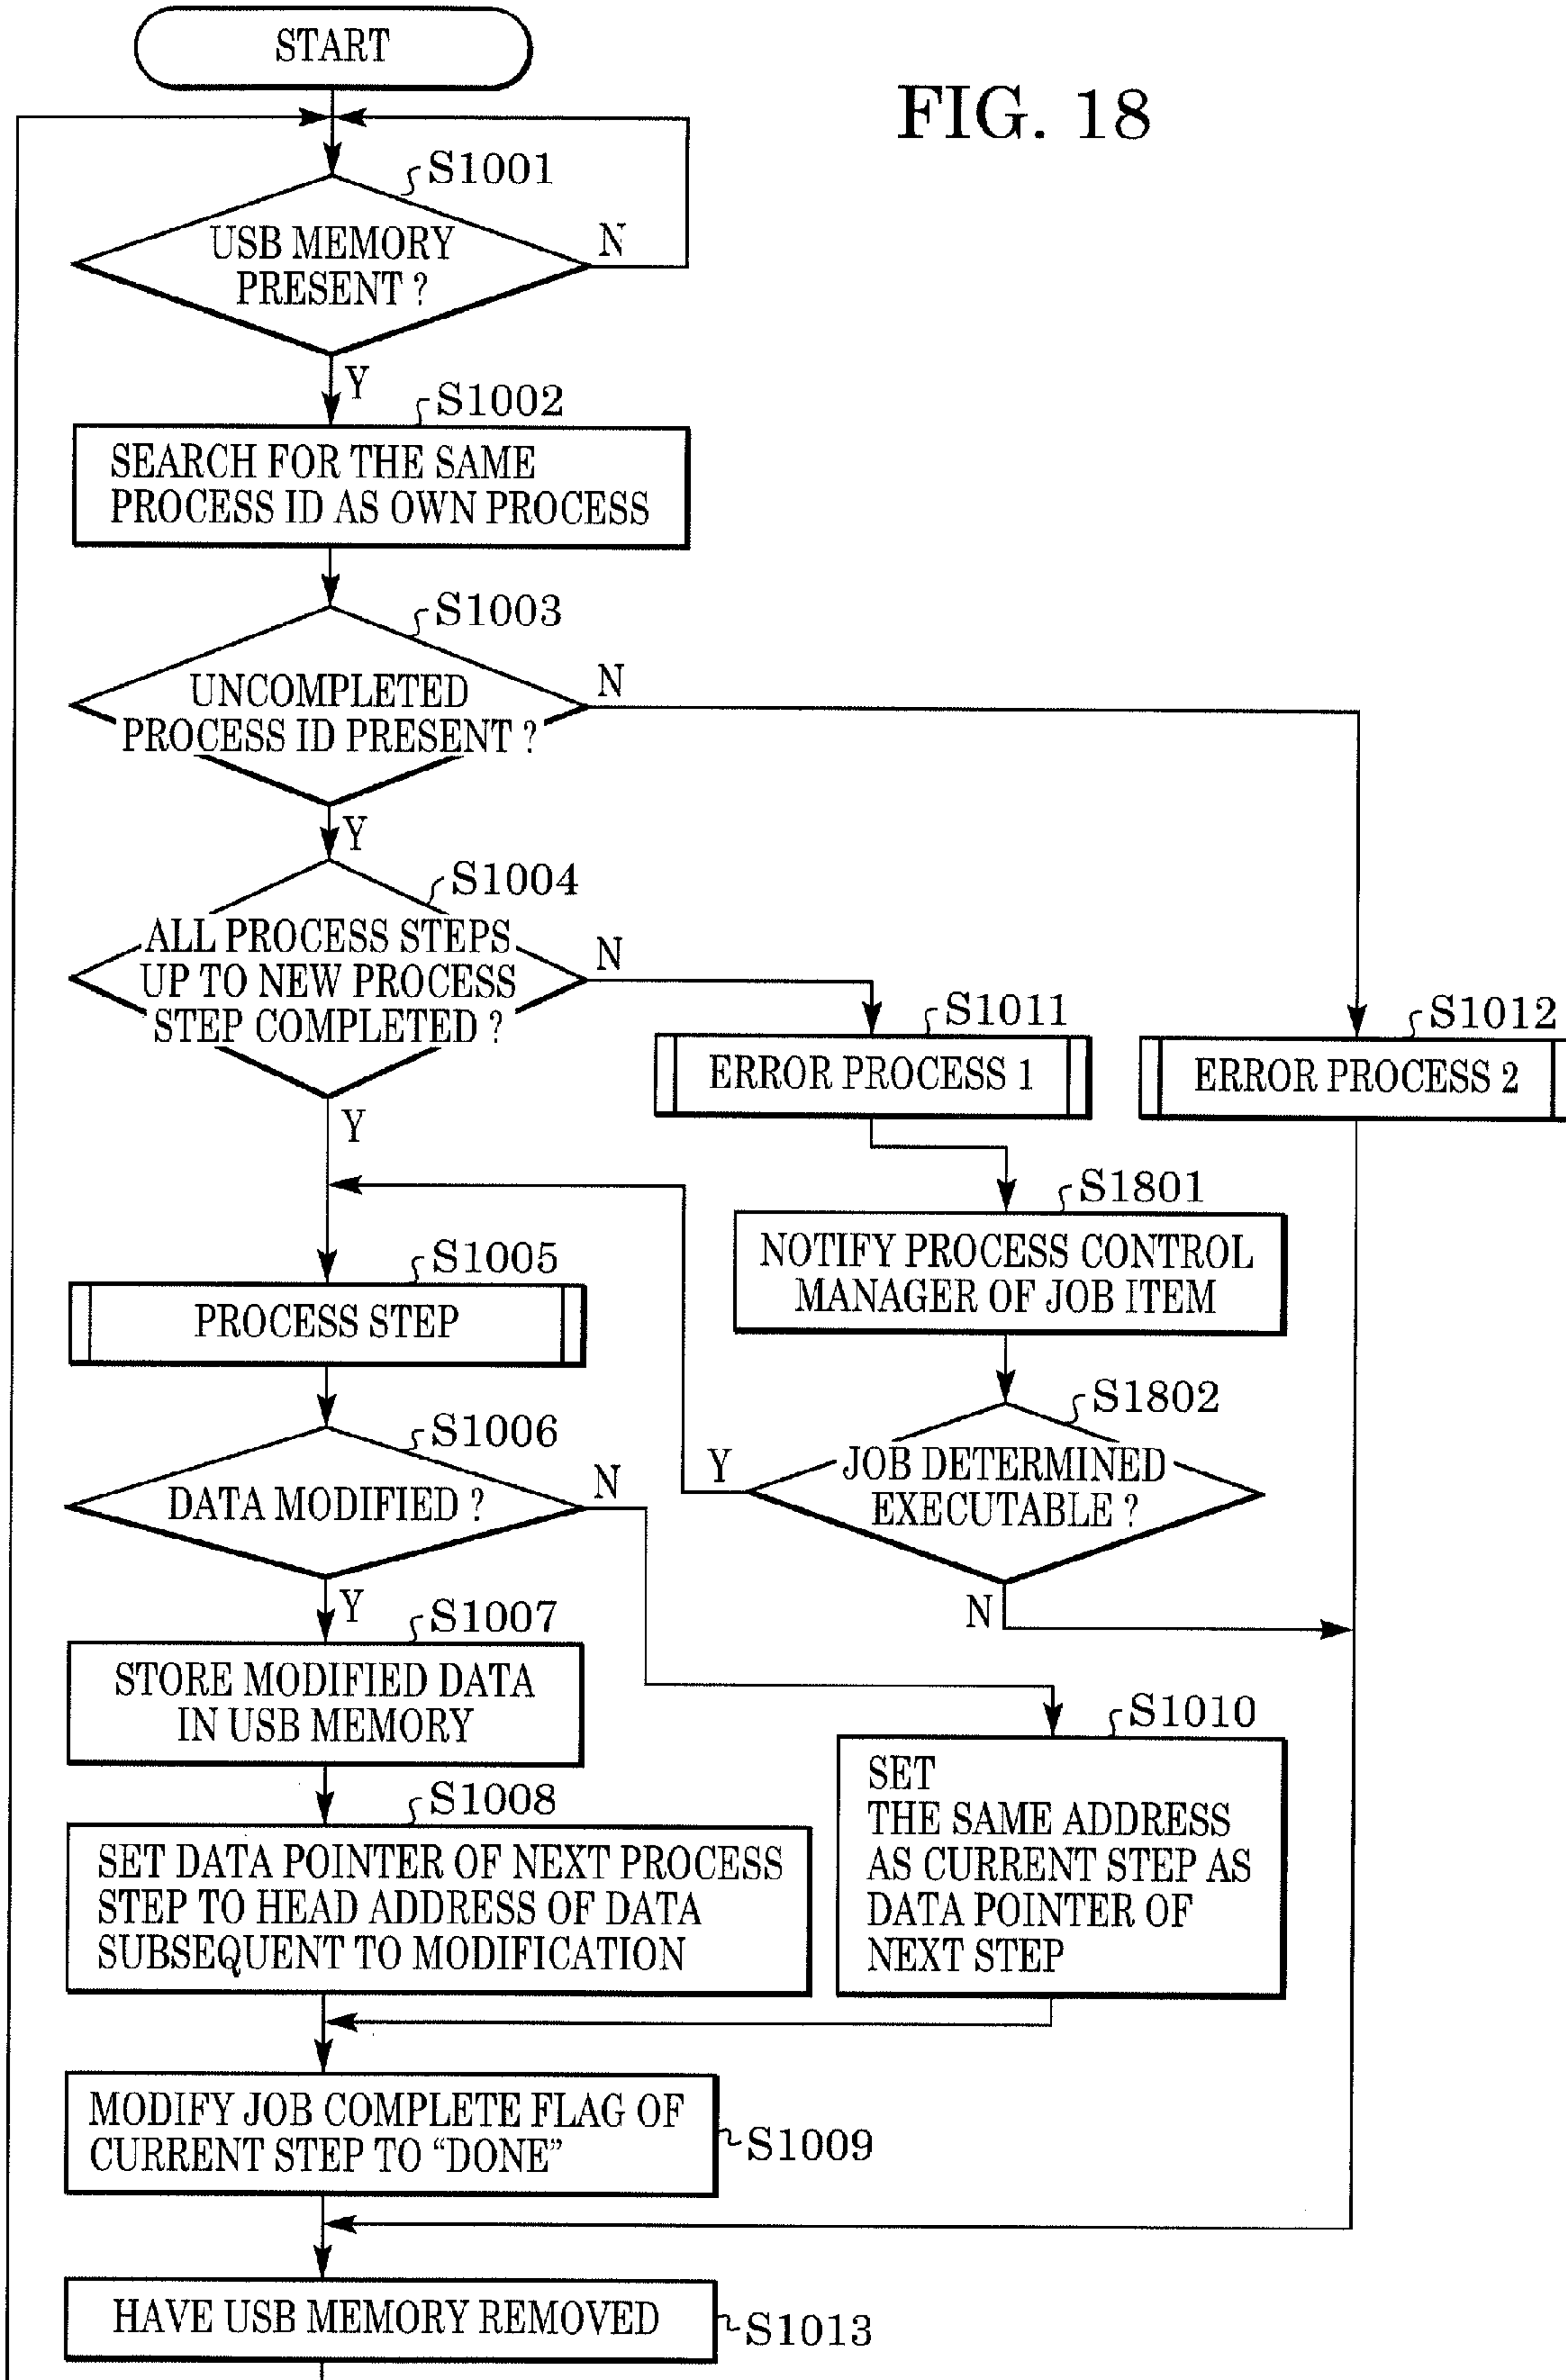 START
FIG. 18
S1001
USB MEMORY
PRESENT ?
N
Y
S1002
SEARCH FOR THE SAME
PROCESS ID AS OWN PROCESS
S1003
UNCOMPLETED
PROCESS ID PRESENT ?
N
Y
S1004
ALL PROCESS STEPS
UP TO NEW PROCESS
STEP COMPLETED ?
N
Y
S1011
ERROR PROCESS 1
S1012
ERROR PROCESS 2
S1801
NOTIFY PROCESS CONTROL
MANAGER OF JOB ITEM
S1005
PROCESS STEP
S1802
JOB DETERMINED
EXECUTABLE ?
Y
N
S1006
DATA MODIFIED ?
N
Y
S1007
STORE MODIFIED DATA
IN USB MEMORY
S1010
SET
THE SAME ADDRESS
AS CURRENT STEP AS
DATA POINTER OF
NEXT STEP
S1008
SET DATA POINTER OF NEXT PROCESS
STEP TO HEAD ADDRESS OF DATA
SUBSEQUENT TO MODIFICATION
MODIFY JOB COMPLETE FLAG OF
CURRENT STEP TO “DONE”
S1009
HAVE USB MEMORY REMOVED
S1013